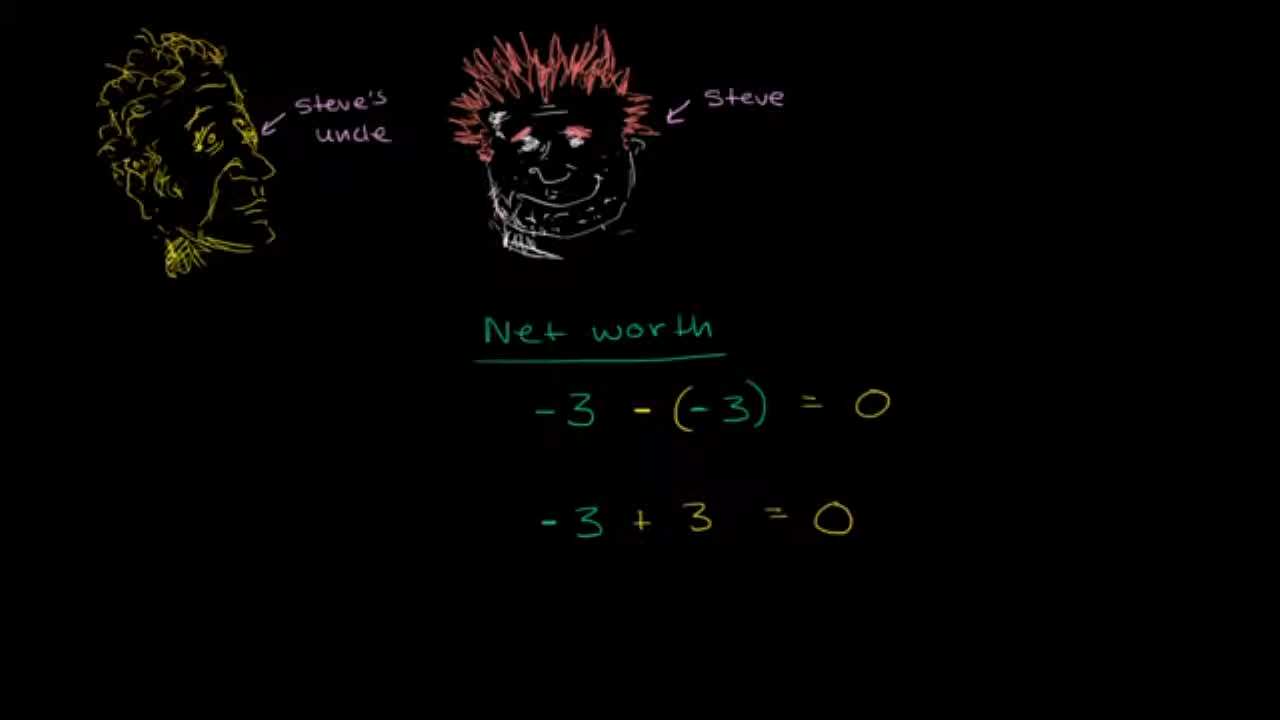 Steve's
uncle
Steve
Net worth
-3 - (-3) = 0
-3 + 3 = 0